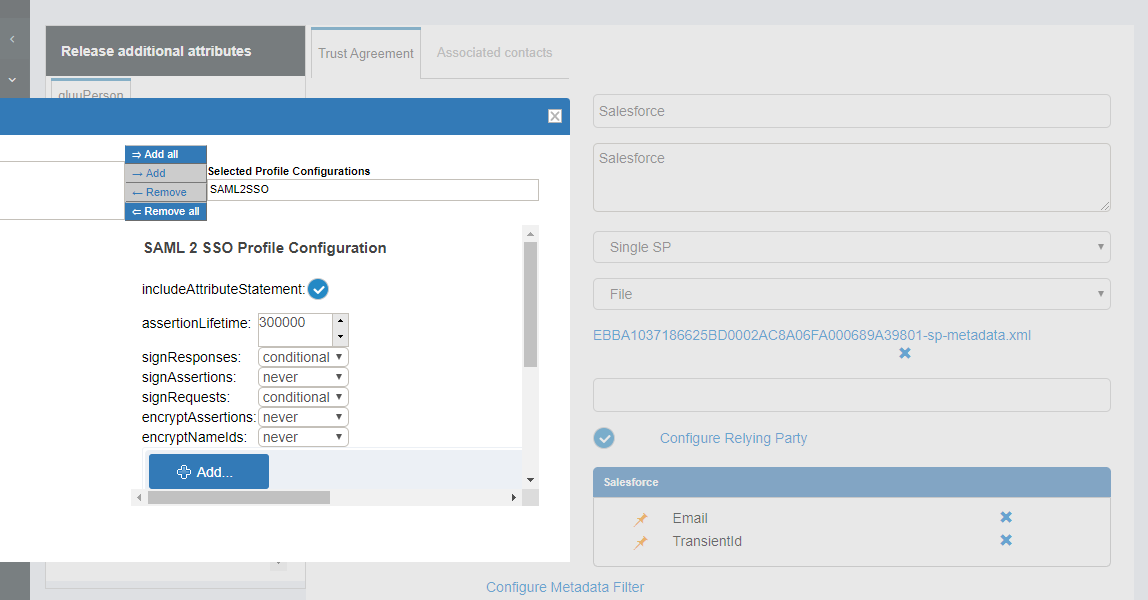 Release additional attributes
Trust Agreement
Associated contacts
gluuPerson
⇒ Add all
→ Add
← Remove
⇐ Remove all
Selected Profile Configurations
SAML2SSO
SAML 2 SSO Profile Configuration
includeAttributeStatement:
assertionLifetime: 300000
signResponses: conditional
signAssertions: never
signRequests: conditional
encryptAssertions: never
encryptNameIds: never
Add...
Salesforce
Salesforce
Single SP
File
EBBA1037186625BD0002AC8A06FA000689A39801-sp-metadata.xml
Configure Relying Party
Salesforce
Email
TransientId
Configure Metadata Filter